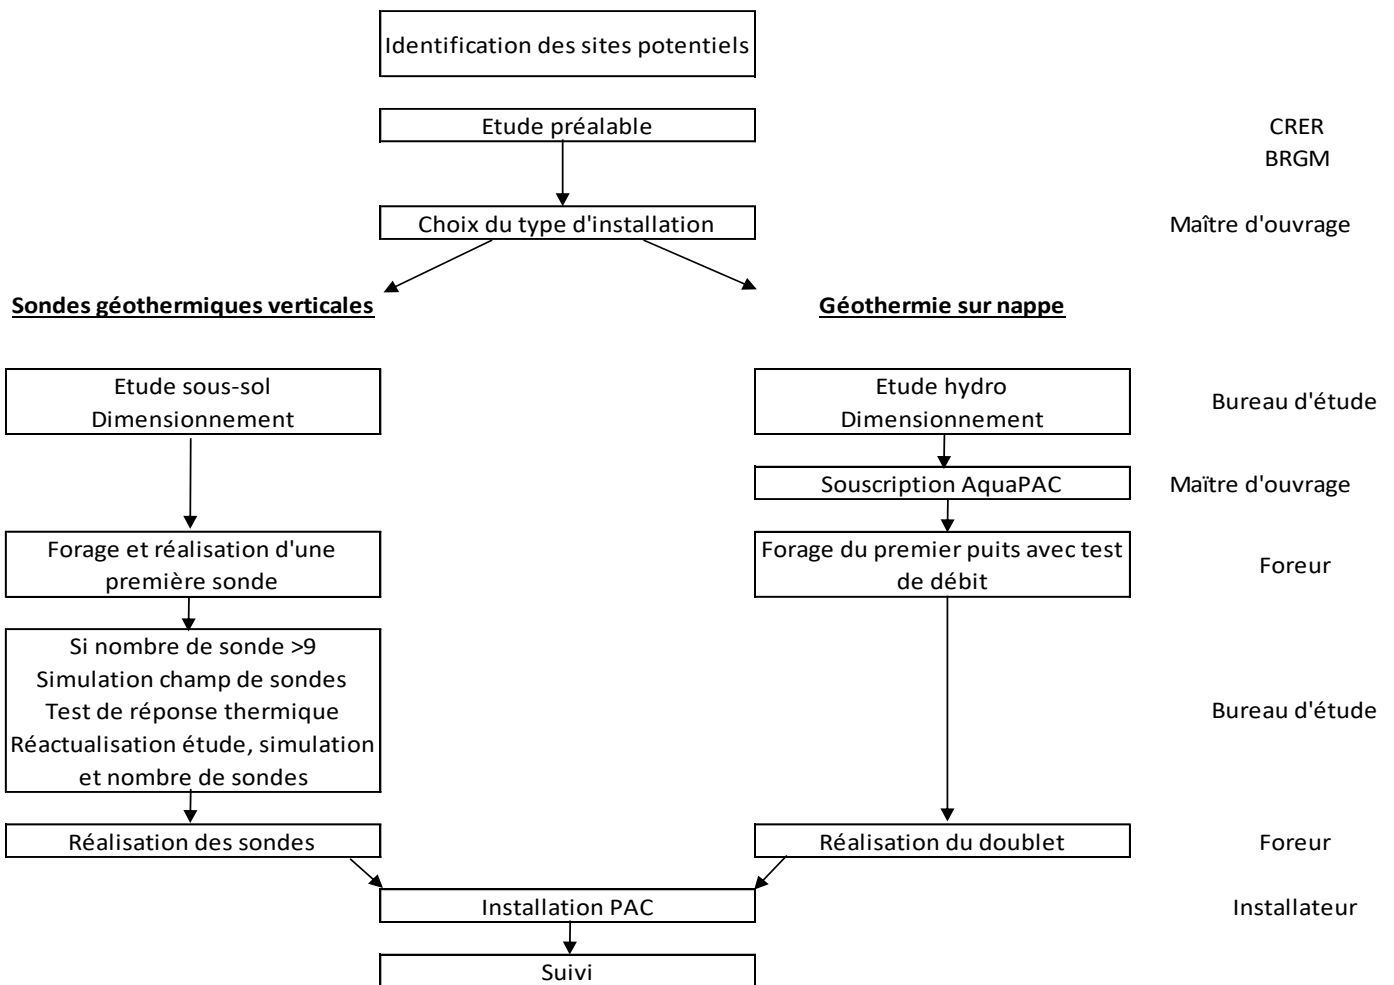 Identification des sites potentiels
Etude préalable
CRER
BRGM
Choix du type d'installation
Maître d'ouvrage
Sondes géothermiques verticales
Géothermie sur nappe
Etude sous-sol
Dimensionnement
Etude hydro
Dimensionnement
Bureau d'étude
Souscription AquaPAC
Maïtre d'ouvrage
Forage et réalisation d'une
première sonde
Forage du premier puits avec test
de débit
Foreur
Si nombre de sonde >9
Simulation champ de sondes
Test de réponse thermique
Réactualisation étude, simulation
et nombre de sondes
Bureau d'étude
Réalisation des sondes
Réalisation du doublet
Foreur
Installation PAC
Installateur
Suivi